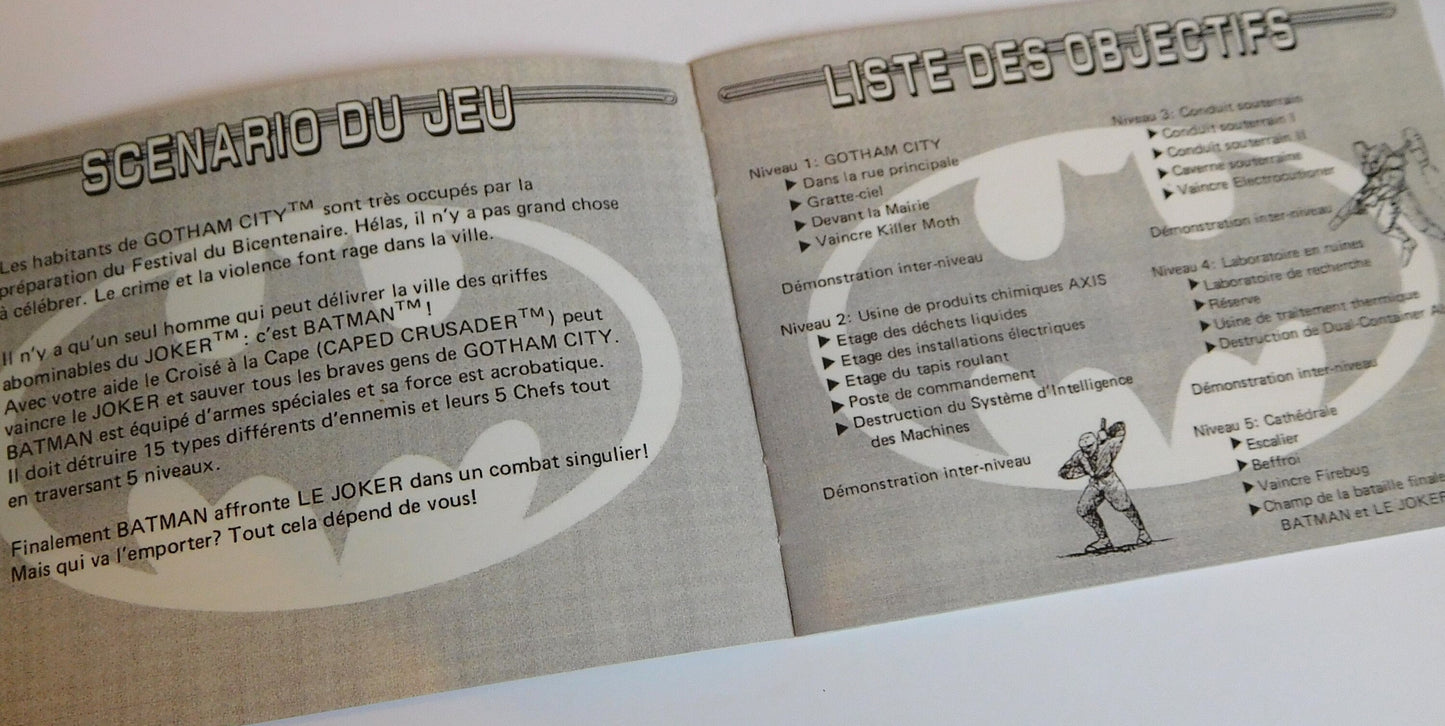 SCENARIO DU JEU
Les habitants de GOTHAM CITY™ sont très occupés par la
préparation du Festival du Bicentenaire. Hélas, il n'y a pas grand chose
à célébrer. Le crime et la violence font rage dans la ville.
Il n'y a qu'un seul homme qui peut délivrer la ville des griffes
abominables du JOKER™: c'est BATMAN™!
Avec votre aide le Croisé à la Cape (CAPED CRUSADER™) peut
vaincre le JOKER et sauver tous les braves gens de GOTHAM CITY.
BATMAN est équipé d'armes spéciales et sa force est acrobatique.
Il doit détruire 15 types différents d'ennemis et leurs 5 Chefs tout
en traversant 5 niveaux.
Finalement BATMAN affronte LE JOKER dans un combat singulier!
Mais qui va l'emporter? Tout cela dépend de vous!
LISTE DES OBJECTIFS
Niveau 1: GOTHAM CITY
▶ Dans la rue principale
▶ Gratte-ciel
▶ Devant la Mairie
▶ Vaincre Killer Moth
Démonstration inter-niveau
Niveau 2: Usine de produits chimiques AXIS
▶ Etage des déchets liquides
▶ Etage des installations électriques
▶ Etage du tapis roulant
▶ Poste de commandement
▶ Destruction du Système d'Intelligence
des Machines
Démonstration inter-niveau
Niveau 3: Conduit souterrain
▶ Conduit souterrain I
▶ Conduit souterrain II
▶ Caverne souterraine
▶ Vaincre Electrocutioner
Démonstration inter-niveau
Niveau 4: Laboratoire en ruines
▶ Laboratoire de recherche
▶ Réserve
▶ Usine de traitement thermique
▶ Destruction de Dual-Container
Démonstration inter-niveau
Niveau 5: Cathédrale
▶ Escalier
▶ Beffroi
▶ Vaincre Firebug
▶ Champ de la bataille finale
BATMAN et LE JOKER